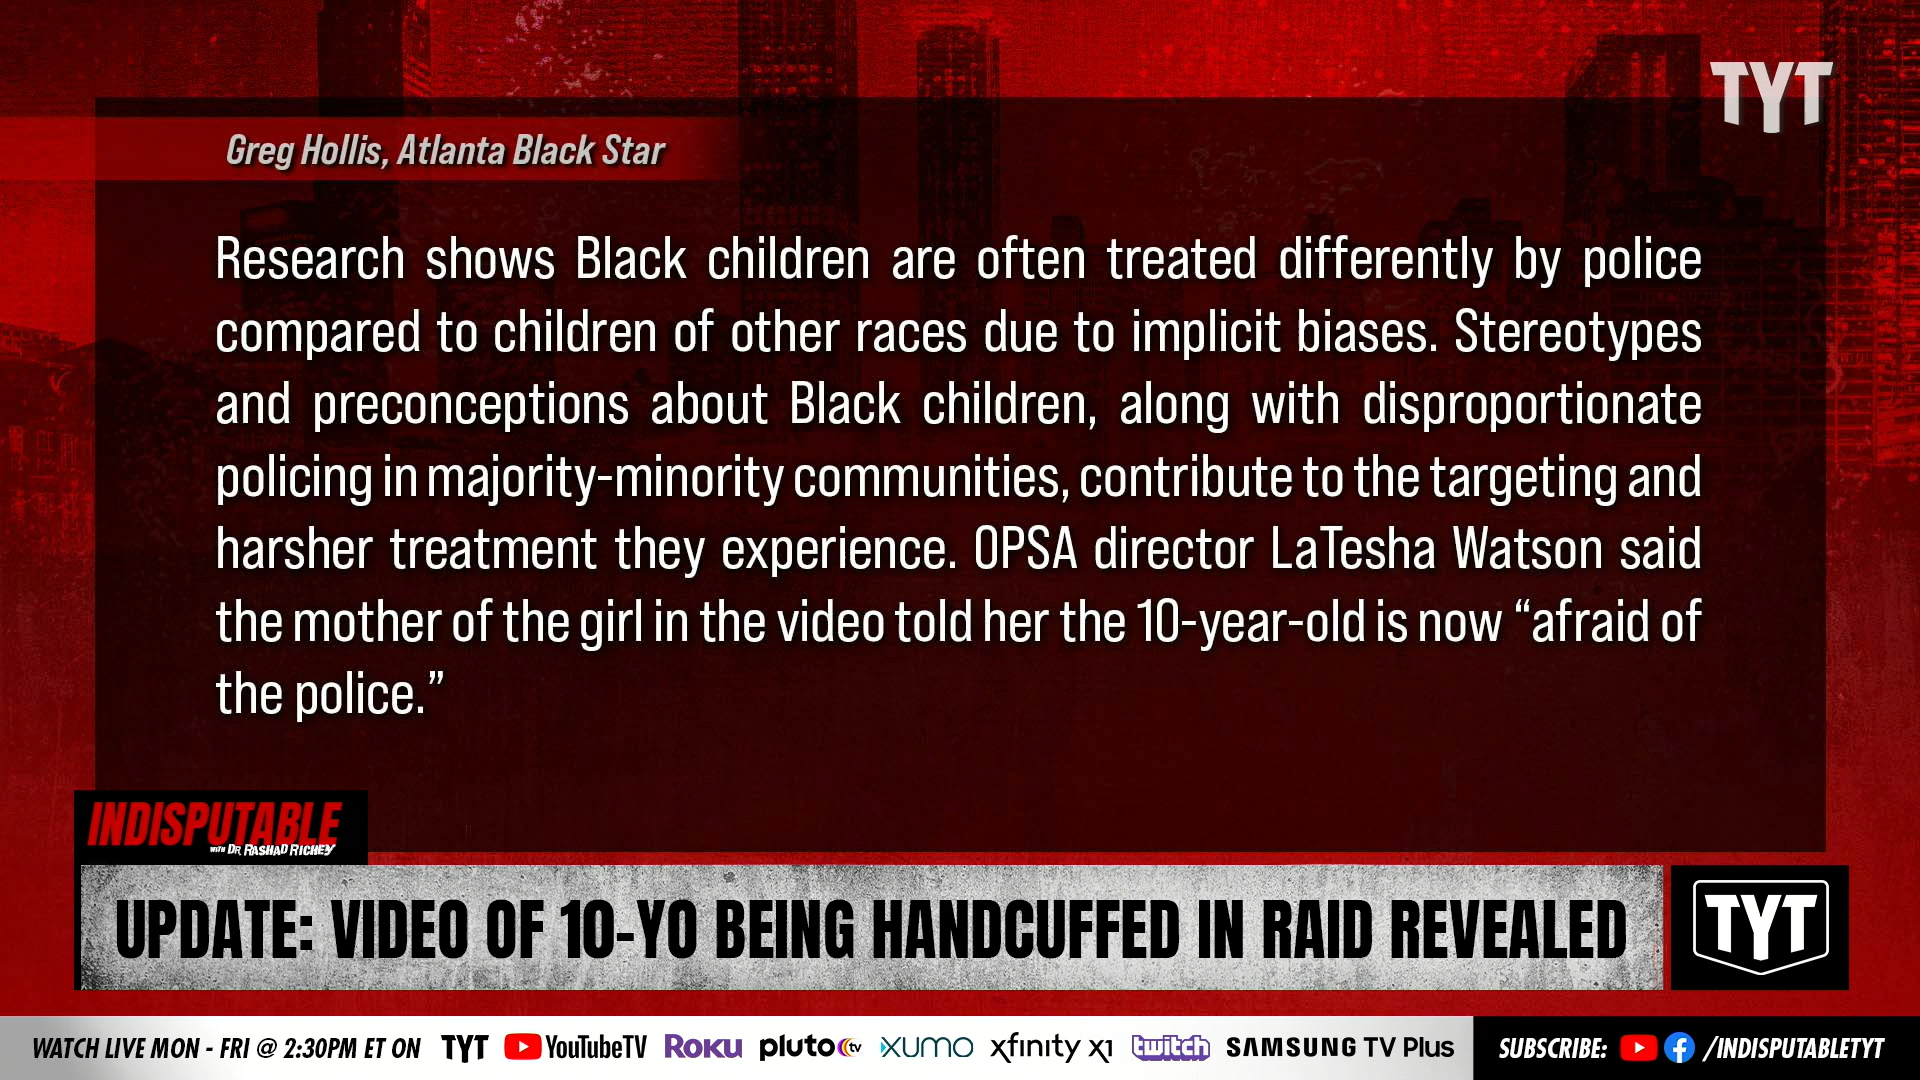 TYT
Greg Hollis, Atlanta Black Star
Research shows Black children are often treated differently by police
compared to children of other races due to implicit biases. Stereotypes
and preconceptions about Black children, along with disproportionate
policing in majority-minority communities, contribute to the targeting and
harsher treatment they experience. OPSA director LaTesha Watson said
the mother of the girl in the video told her the 10-year-old is now “afraid of
the police.”
INDISPUTABLE
WITH DR RASHAD RICHEY
UPDATE: VIDEO OF 10-YO BEING HANDCUFFED IN RAID REVEALED
TYT
WATCH LIVE MON - FRI @ 2:30PM ET ON TYT YouTubeTV ROKU pluto tv XUMO xfinity x1 twitch SAMSUNG TV Plus SUBSCRIBE: /INDISPUTABLETYT